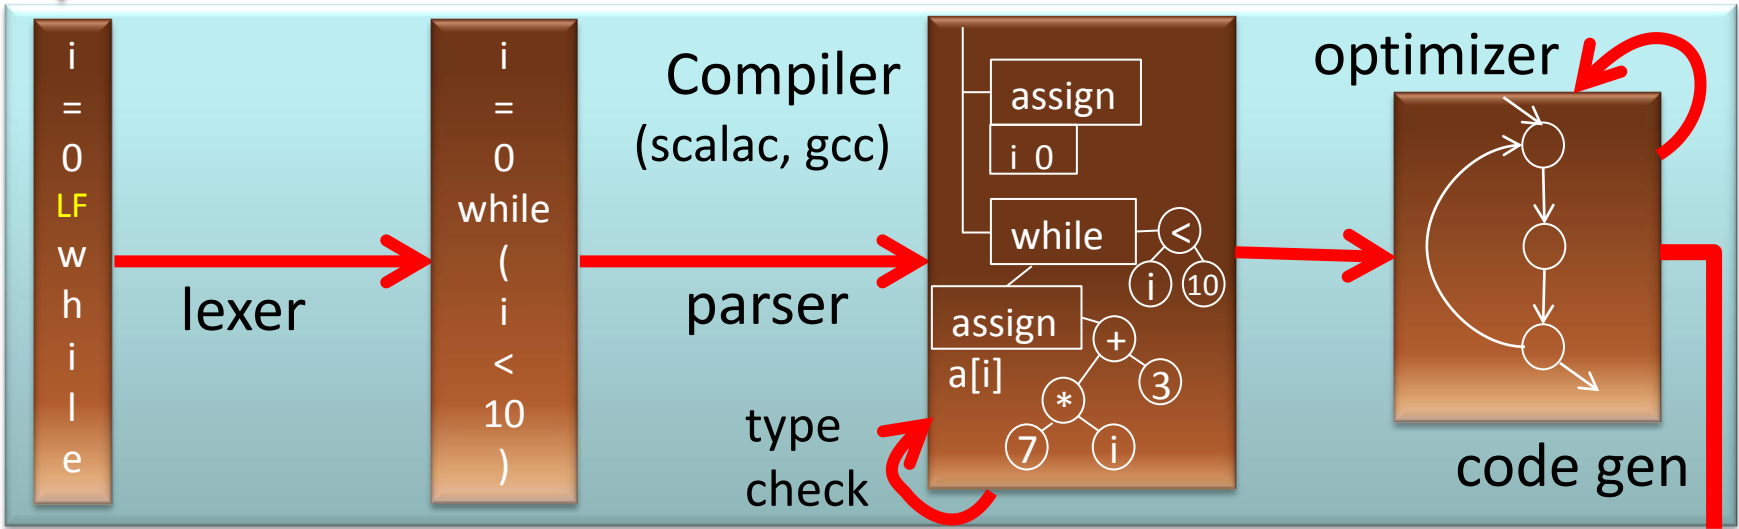 i
=
0
LF
w
h
i
l
e
lexer
i
=
0
while
(
i
<
10
)
Compiler
(scalac, gcc)
parser
type
check
assign
i 0
while
<
i
10
assign
a[i]
+
3
*
7
i
optimizer
code gen